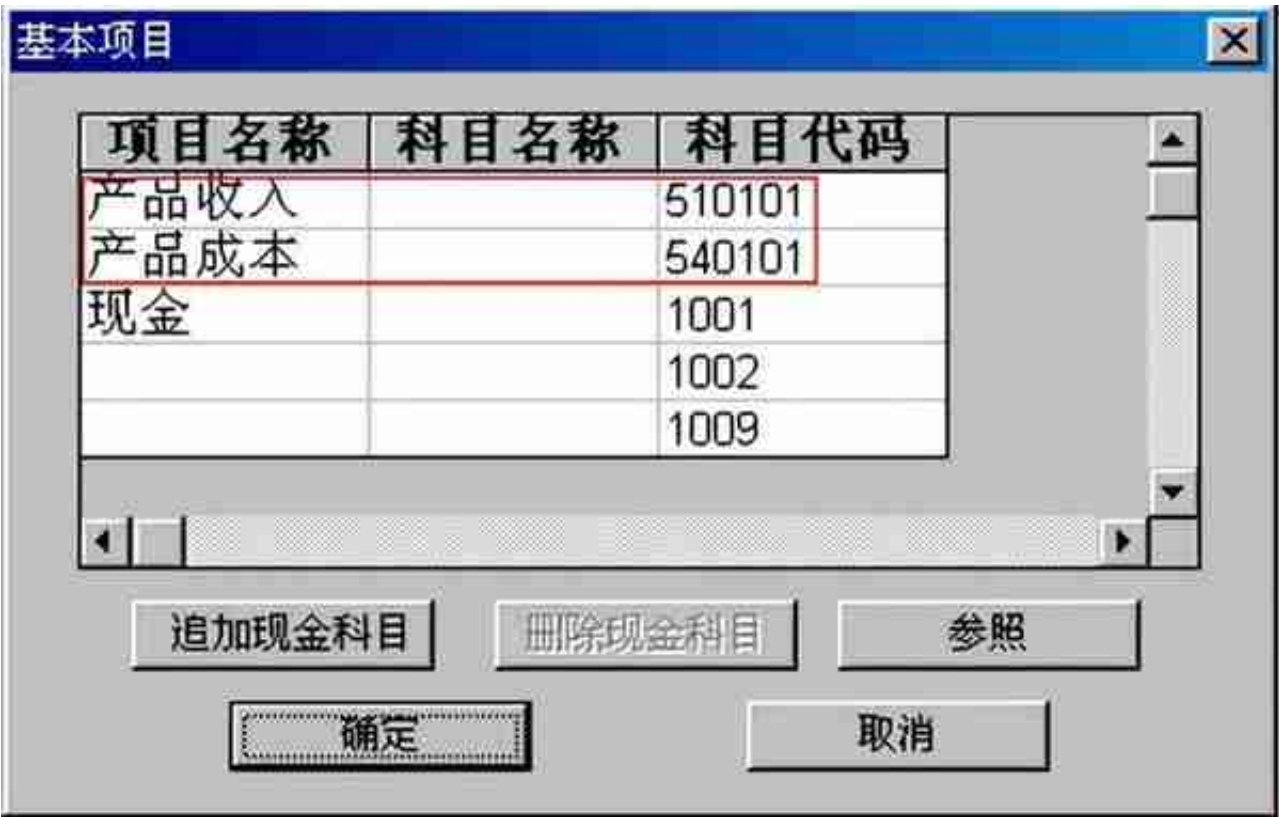 基本项目
項目名称 科目名称 科目代码
产品收入 510101
产品成本 540101
现金 1001
1002
1009
追加现金科目 删除现金科目 参照
确定 取消